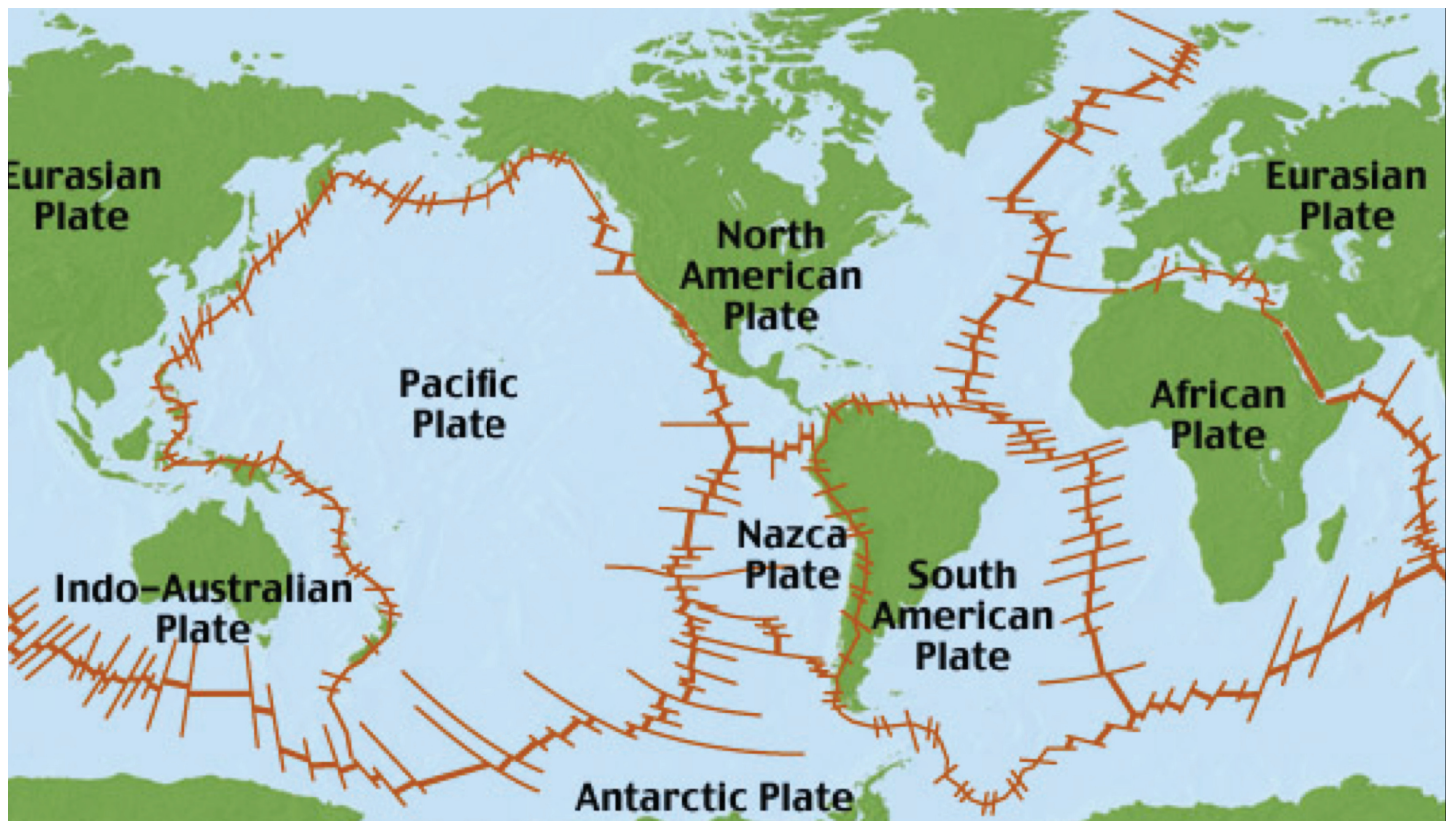 Eurasian
Plate
Eurasian
Plate
North
American
Plate
Pacific
Plate
African
Plate
Nazca
Plate
Indo-Australian
Plate
South
American
Plate
Antarctic Plate